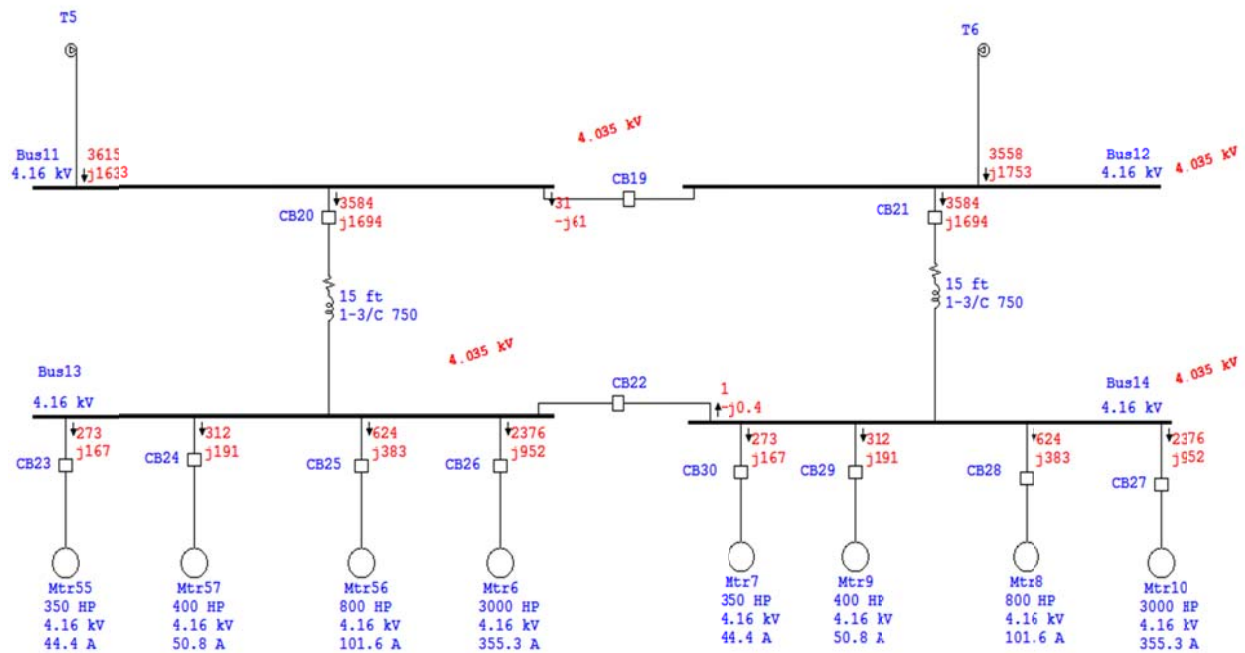 T5
T6
4.035 kV
Bus11
4.16 kV
3615
j1633
CB19
3558
j1753
Bus12
4.16 kV
4.035 kV
CB20
3584
j1694
31
-j61
CB21
3584
j1694
15 ft
1-3/C 750
15 ft
1-3/C 750
4.035 kV
Bus13
4.16 kV
CB22
1
-j0.4
Bus14
4.16 kV
4.035 kV
CB23
273
j167
CB24
312
j191
CB25
624
j383
CB26
2376
j952
CB30
273
j167
CB29
312
j191
CB28
624
j383
CB27
2376
j952
Mtr55
350 HP
4.16 kV
44.4 A
Mtr57
400 HP
4.16 kV
50.8 A
Mtr56
800 HP
4.16 kV
101.6 A
Mtr6
3000 HP
4.16 kV
355.3 A
Mtr7
350 HP
4.16 kV
44.4 A
Mtr9
400 HP
4.16 kV
50.8 A
Mtr8
800 HP
4.16 kV
101.6 A
Mtr10
3000 HP
4.16 kV
355.3 A